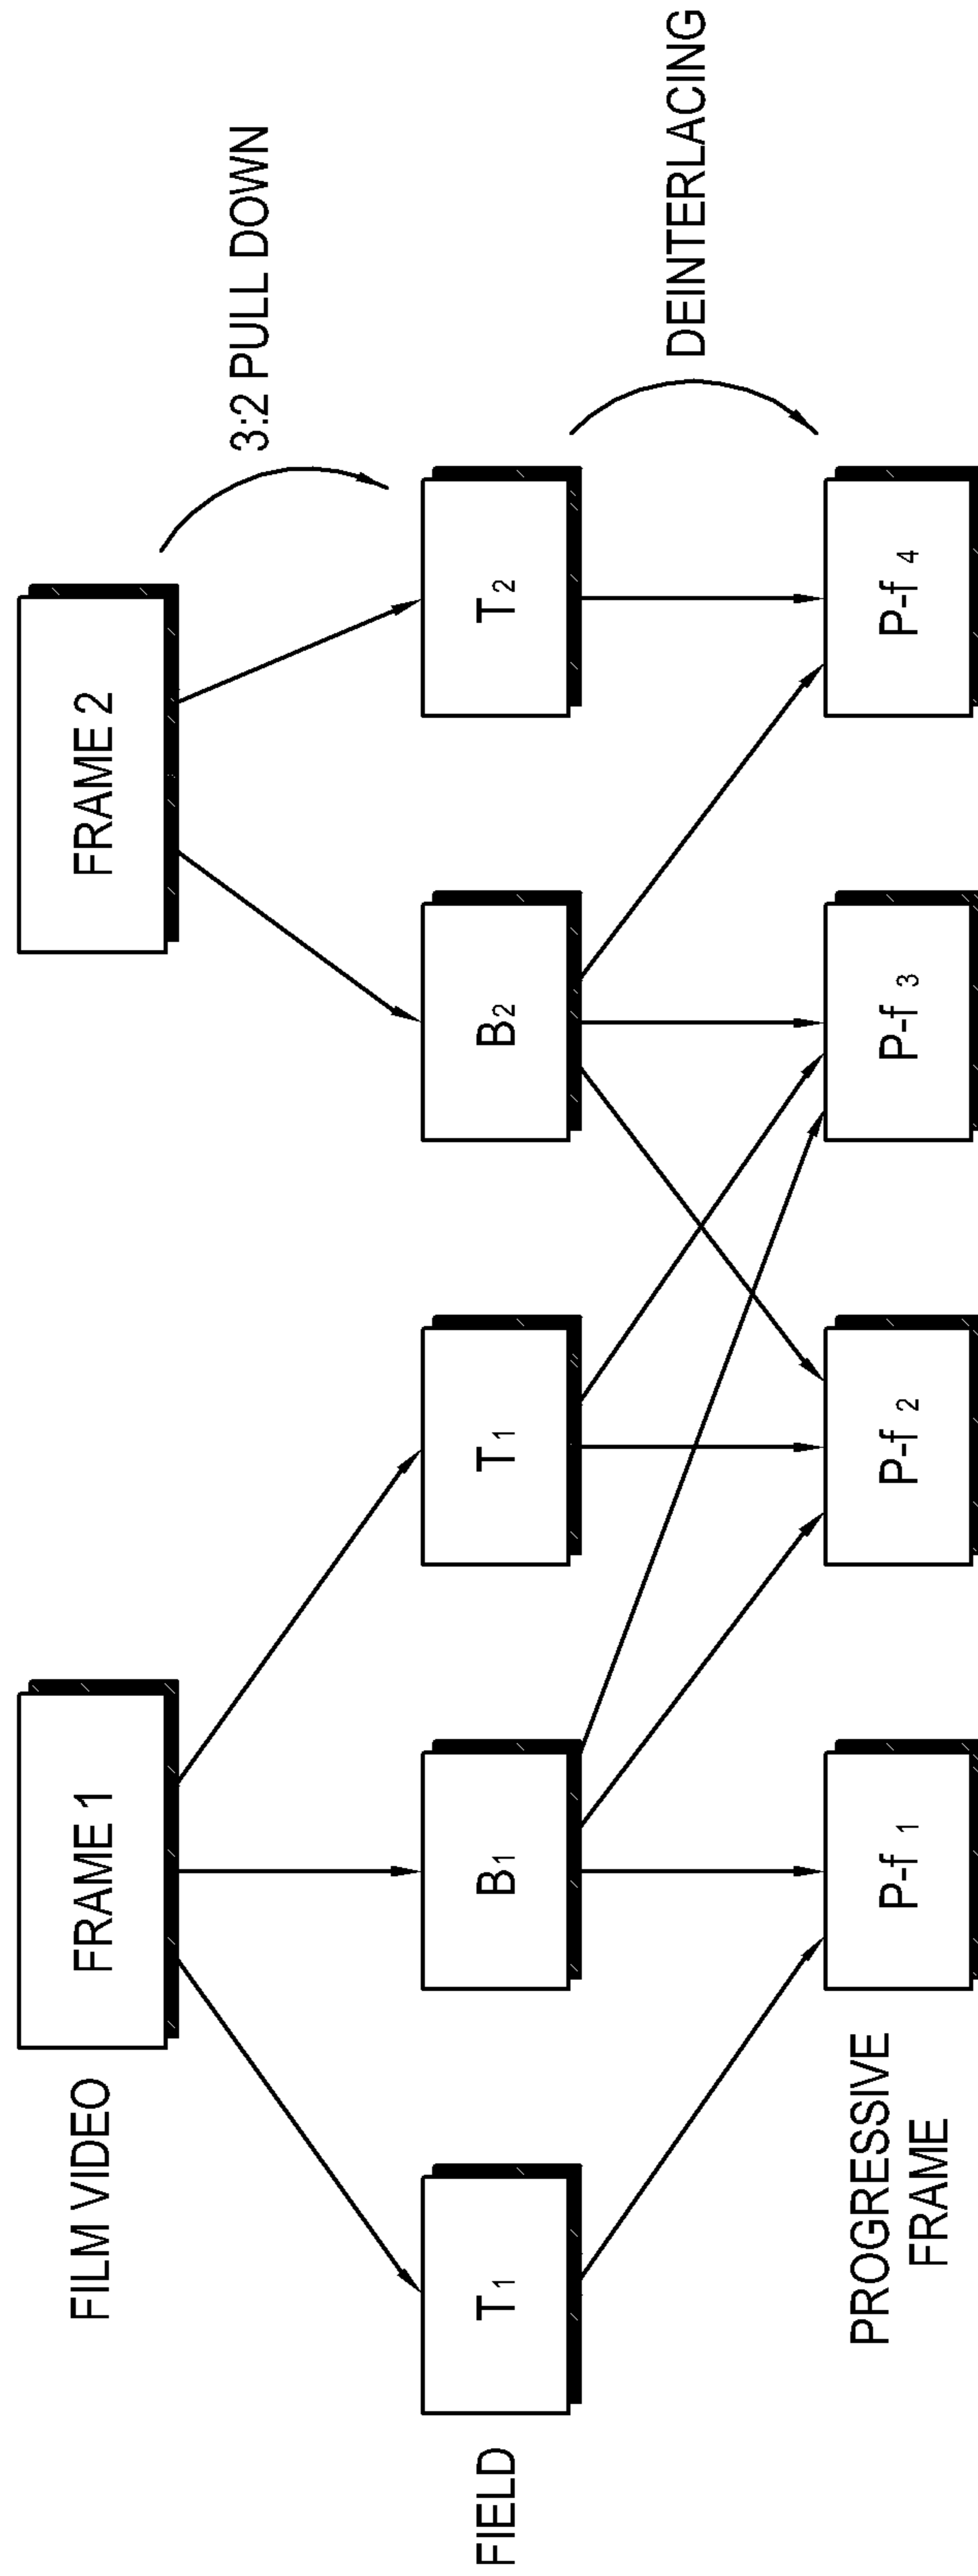 FILM VIDEO
FRAME 1
FRAME 2
3:2 PULL DOWN
FIELD
T1
B1
T1
B2
T2
DEINTERLACING
PROGRESSIVE
FRAME
P-f 1
P-f 2
P-f 3
P-f 4